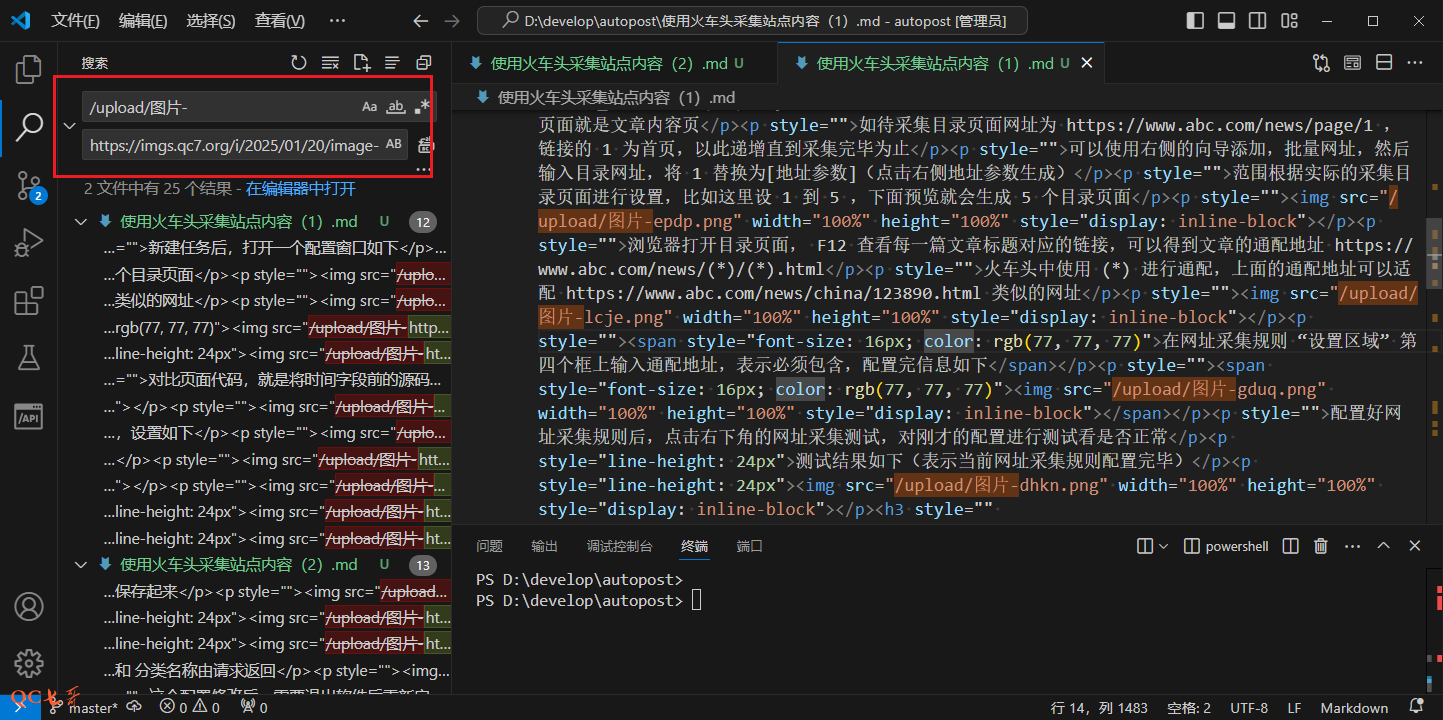 文件(F) 编辑(E) 选择(S) 查看(V) ··· D:\develop\autopost\使用火车头采集站点内容（1）.md - autopost [管理员]
搜索
使用火车头采集站点内容（2）.md U 使用火车头采集站点内容（1）.md U
使用火车头采集站点内容（1）.md
/upload/图片- Aa ab .*
https://imgs.qc7.org/i/2025/01/20/image- AB
2 文件中有 25 个结果 - 在编辑器中打开
使用火车头采集站点内容（1）.md U 12
...="">新建任务后，打开一个配置窗口如下</p>...
...个目录页面</p><p style=""><img src="/uplo...
...类似的网址</p><p style=""><img src="/uplo...
...rgb(77, 77, 77)"><img src="/upload/图片-http...
...line-height: 24px"><img src="/upload/图片-ht...
...="">对比页面代码，就是将时间字段前的源码...
..."></p><p style=""><img src="/upload/图片-...
...，设置如下</p><p style=""><img src="/uplo...
...</p><p style=""><img src="/upload/图片-htt...
..."></p><p style=""><img src="/upload/图片-...
...line-height: 24px"><img src="/upload/图片-ht...
...line-height: 24px"><img src="/upload/图片-ht...
使用火车头采集站点内容（2）.md U 13
...保存起来</p><p style=""><img src="/upload...
...line-height: 24px"><img src="/upload/图片-ht...
...line-height: 24px"><img src="/upload/图片-ht...
...和 分类名称由请求返回</p><p style=""><img...
页面就是文章内容页</p><p style="">如待采集目录页面网址为 https://www.abc.com/news/page/1 ，
链接的 1 为首页，以此递增直到采集完毕为止</p><p style="">可以使用右侧的向导添加，批量网址，然后
输入目录网址，将 1 替换为[地址参数]（点击右侧地址参数生成）</p><p style="">范围根据实际的采集目
录页面进行设置，比如这里设 1 到 5 ，下面预览就会生成 5 个目录页面</p><p style=""><img src="/
upload/图片-epdp.png" width="100%" height="100%" style="display: inline-block"></p><p
style="">浏览器打开目录页面， F12 查看每一篇文章标题对应的链接，可以得到文章的通配地址 https://
www.abc.com/news/(*)/(*).html</p><p style="">火车头中使用 (*) 进行通配，上面的通配地址可以适
配 https://www.abc.com/news/china/123890.html 类似的网址</p><p style=""><img src="/upload/
图片-lcje.png" width="100%" height="100%" style="display: inline-block"></p><p
style=""><span style="font-size: 16px; color: rgb(77, 77, 77)">在网址采集规则 “设置区域” 第
四个框上输入通配地址，表示必须包含，配置完信息如下</span></p><p style=""><span
style="font-size: 16px; color: rgb(77, 77, 77)"><img src="/upload/图片-gduq.png"
width="100%" height="100%" style="display: inline-block"></span></p><p style="">配置好网
址采集规则后，点击右下角的网址采集测试，对刚才的配置进行测试看是否正常</p><p
style="line-height: 24px">测试结果如下（表示当前网址采集规则配置完毕）</p><p
style="line-height: 24px"><img src="/upload/图片-dhkn.png" width="100%" height="100%"
style="display: inline-block"></p><h3 style=""
问题 输出 调试控制台 终端 端口 powershell
PS D:\develop\autopost>
PS D:\develop\autopost>
2
/API
master* 0 0 0 行 14，列 1483 空格: 2 UTF-8 LF Markdown